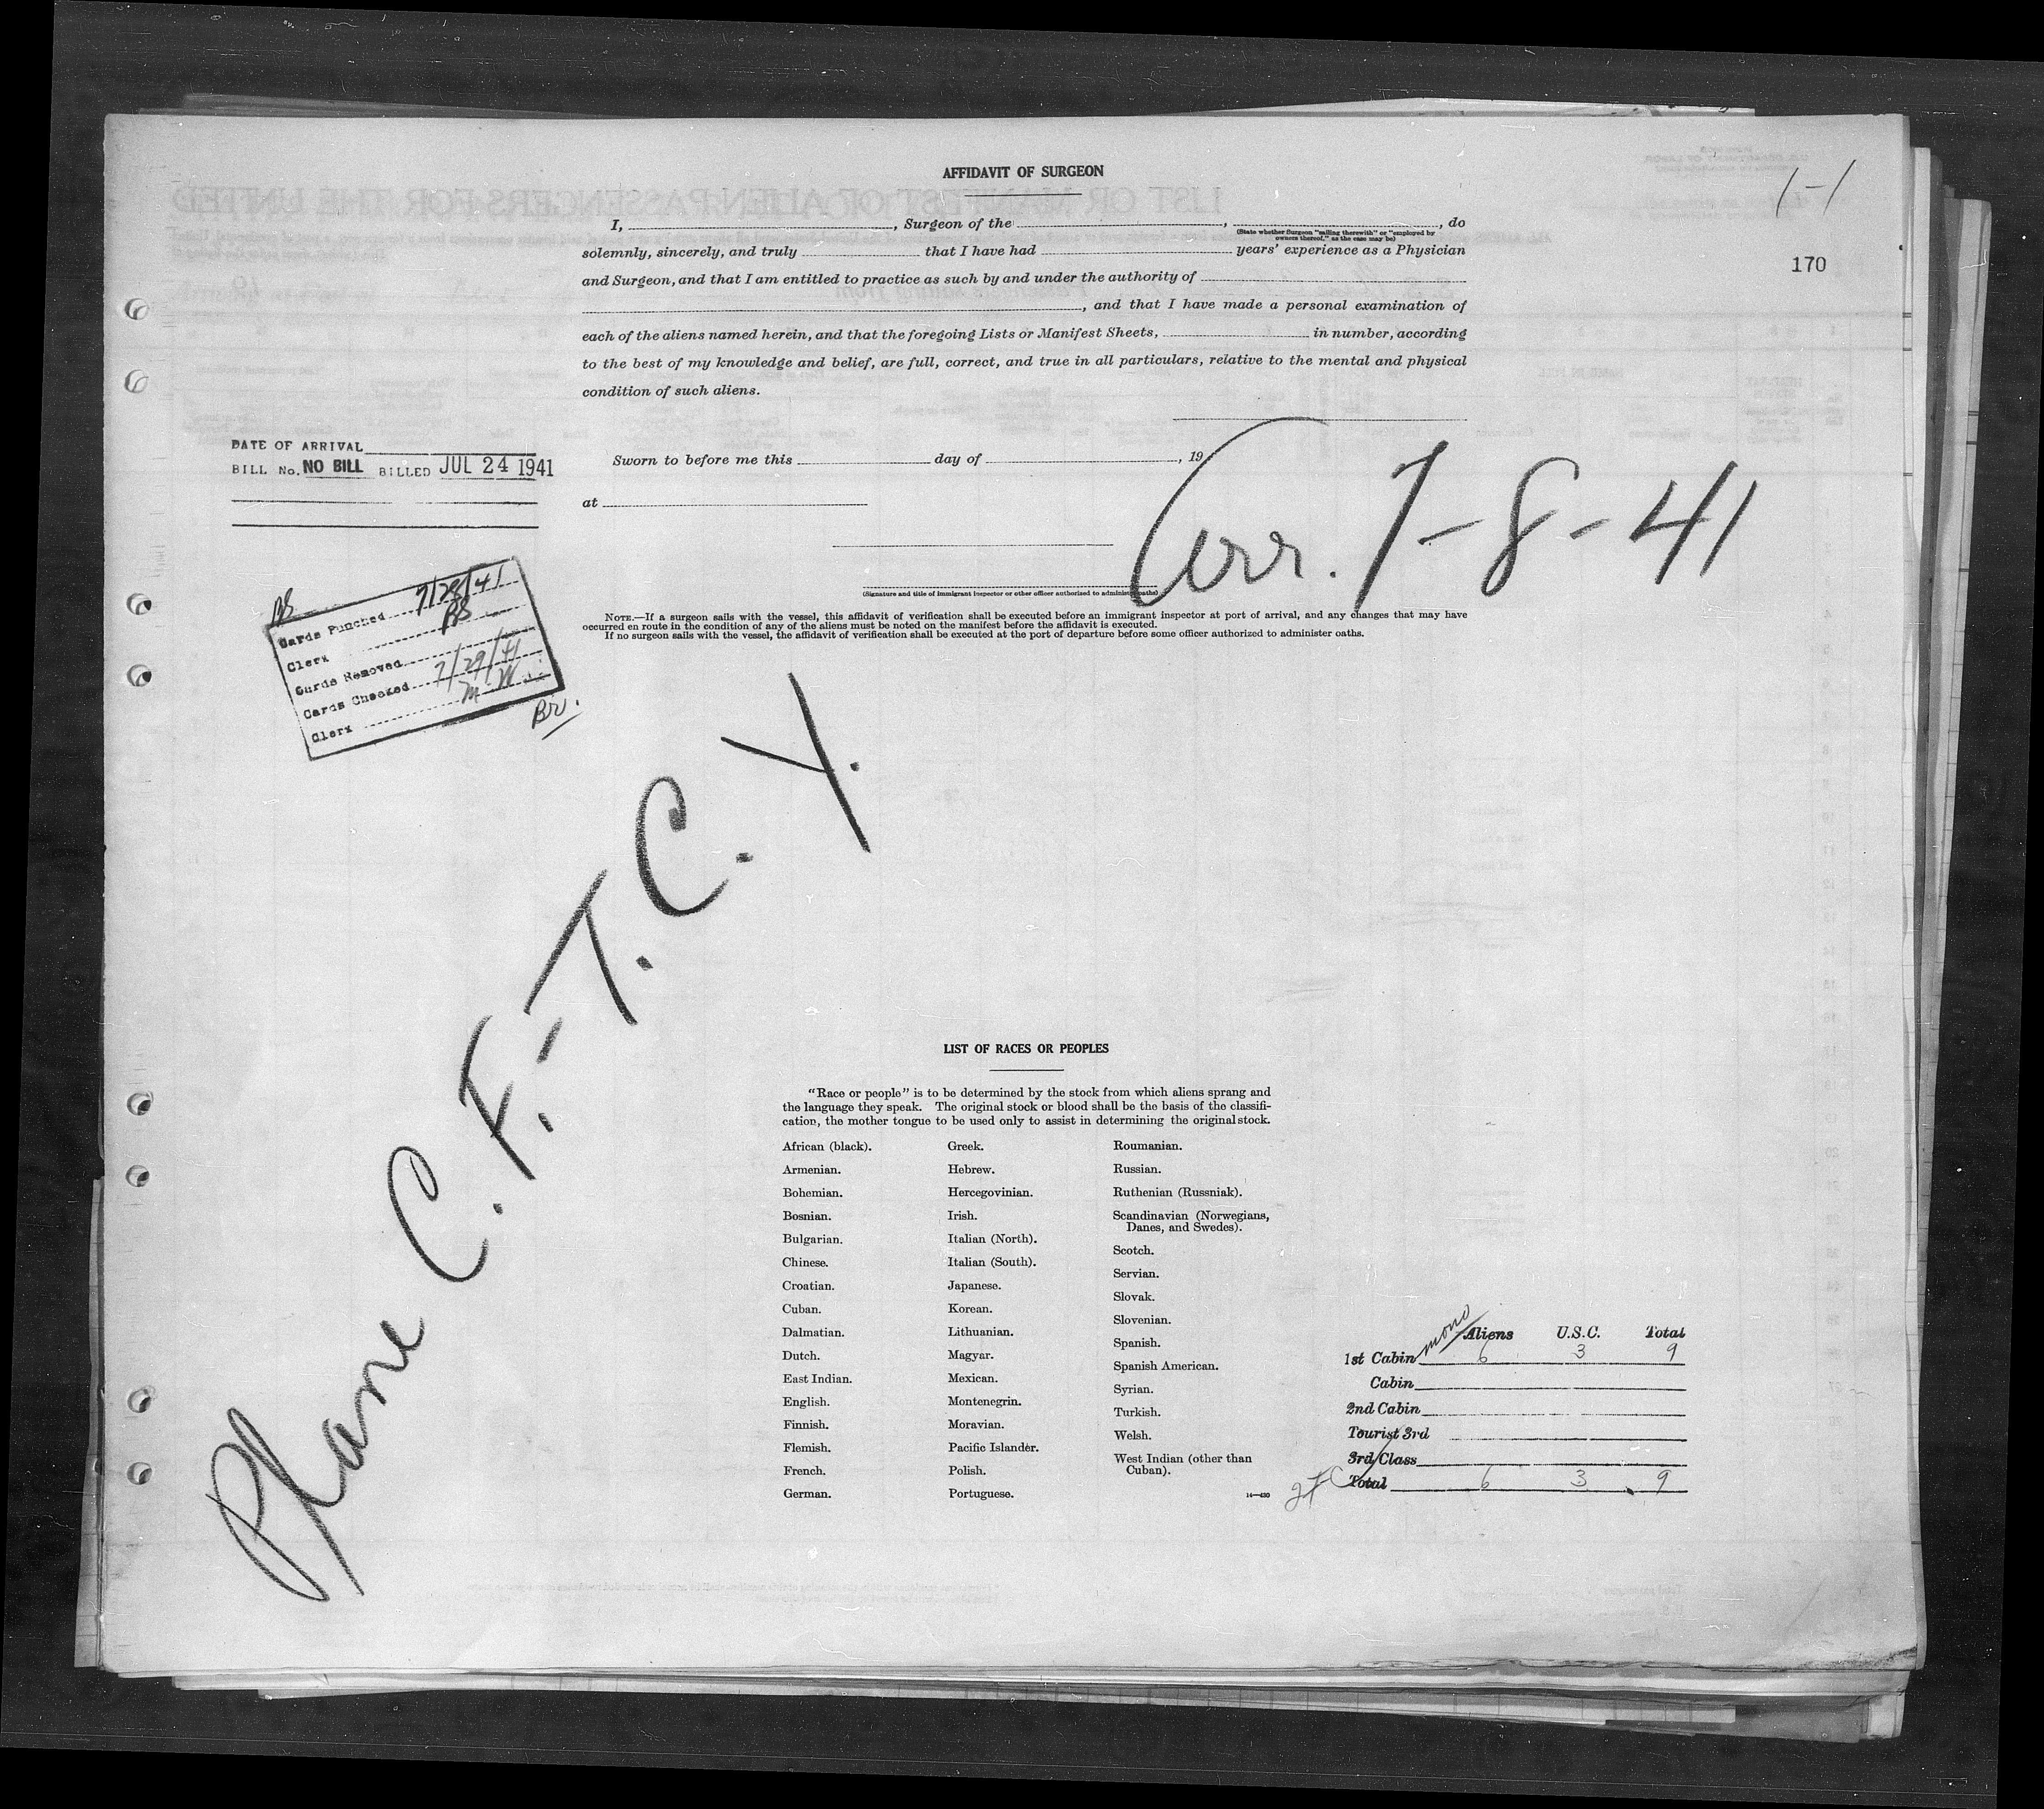 AFFIDAVIT OF SURGEON
1-1
170
I, , Surgeon of the , , do
(State whether Surgeon "sailing therewith" or "employed by owners thereof," as the case may be)
solemnly, sincerely, and truly that I have had years' experience as a Physician
and Surgeon, and that I am entitled to practice as such by and under the authority of
, and that I have made a personal examination of
each of the aliens named herein, and that the foregoing Lists or Manifest Sheets, in number, according
to the best of my knowledge and belief, are full, correct, and true in all particulars, relative to the mental and physical
condition of such aliens.
DATE OF ARRIVAL
BILL No. NO BILL BILLED JUL 24 1941
Sworn to before me this day of , 19
at
Arr. 7-8-41
(Signature and title of immigrant inspector or other officer authorized to administer oaths)
NOTE.—If a surgeon sails with the vessel, this affidavit of verification shall be executed before an immigrant inspector at port of arrival, and any changes that may have
occurred en route in the condition of any of the aliens must be noted on the manifest before the affidavit is executed.
If no surgeon sails with the vessel, the affidavit of verification shall be executed at the port of departure before some officer authorized to administer oaths.
BS
Cards Punched 7/28/41
Clerk BS
Cards Removed
Cards Checked 7/29/41
Clerk M.W.
Br.
Plane C.F.-T.C.Y.
LIST OF RACES OR PEOPLES
"Race or people" is to be determined by the stock from which aliens sprang and
the language they speak. The original stock or blood shall be the basis of the classifi-
cation, the mother tongue to be used only to assist in determining the original stock.
African (black).
Armenian.
Bohemian.
Bosnian.
Bulgarian.
Chinese.
Croatian.
Cuban.
Dalmatian.
Dutch.
East Indian.
English.
Finnish.
Flemish.
French.
German.
Greek.
Hebrew.
Hercegovinian.
Irish.
Italian (North).
Italian (South).
Japanese.
Korean.
Lithuanian.
Magyar.
Mexican.
Montenegrin.
Moravian.
Pacific Islander.
Polish.
Portuguese.
Roumanian.
Russian.
Ruthenian (Russniak).
Scandinavian (Norwegians,
Danes, and Swedes).
Scotch.
Servian.
Slovak.
Slovenian.
Spanish.
Spanish American.
Syrian.
Turkish.
Welsh.
West Indian (other than
Cuban).
14—430
mono
Aliens U.S.C. Total
1st Cabin 6 3 9
Cabin
2nd Cabin
Tourist 3rd
3rd Class
Total 6 3 9